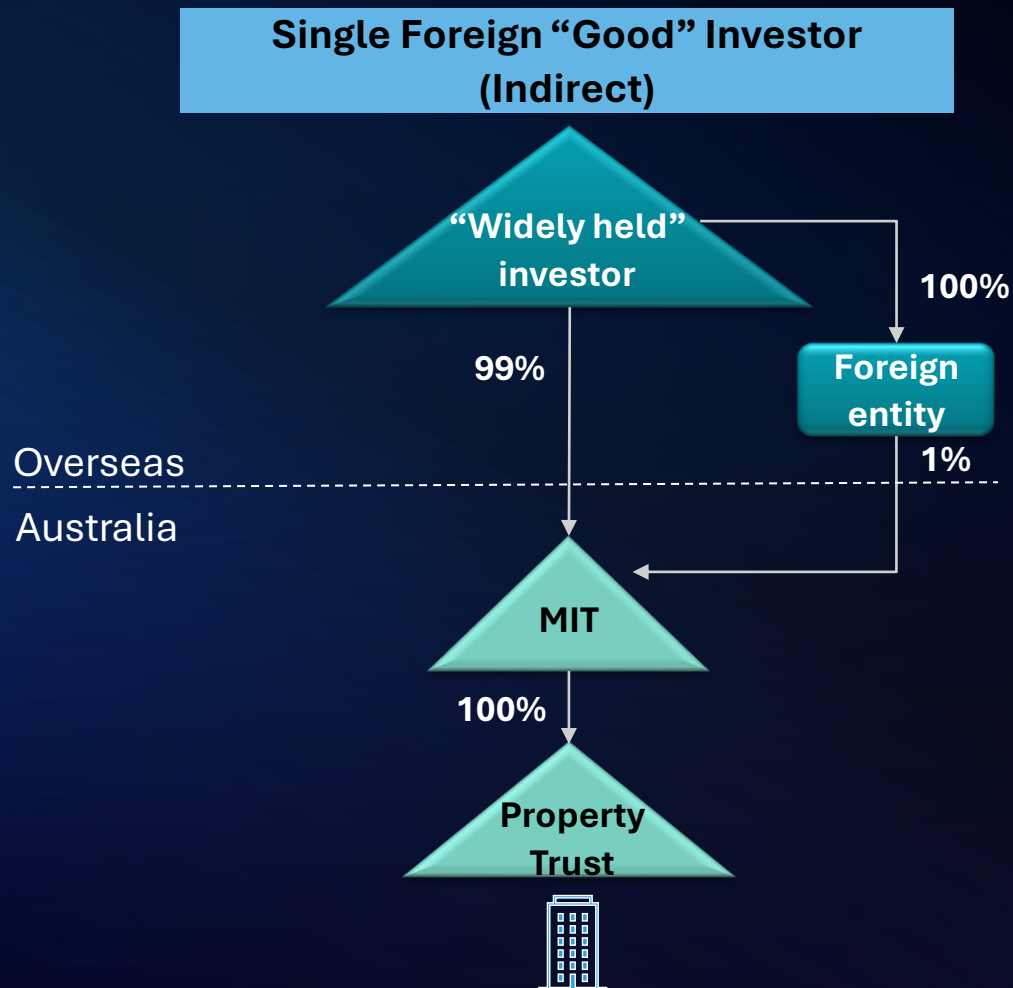 Single Foreign “Good” Investor
(Indirect)
“Widely held”
investor
100%
99%
Foreign
entity
1%
Overseas
Australia
MIT
100%
Property
Trust